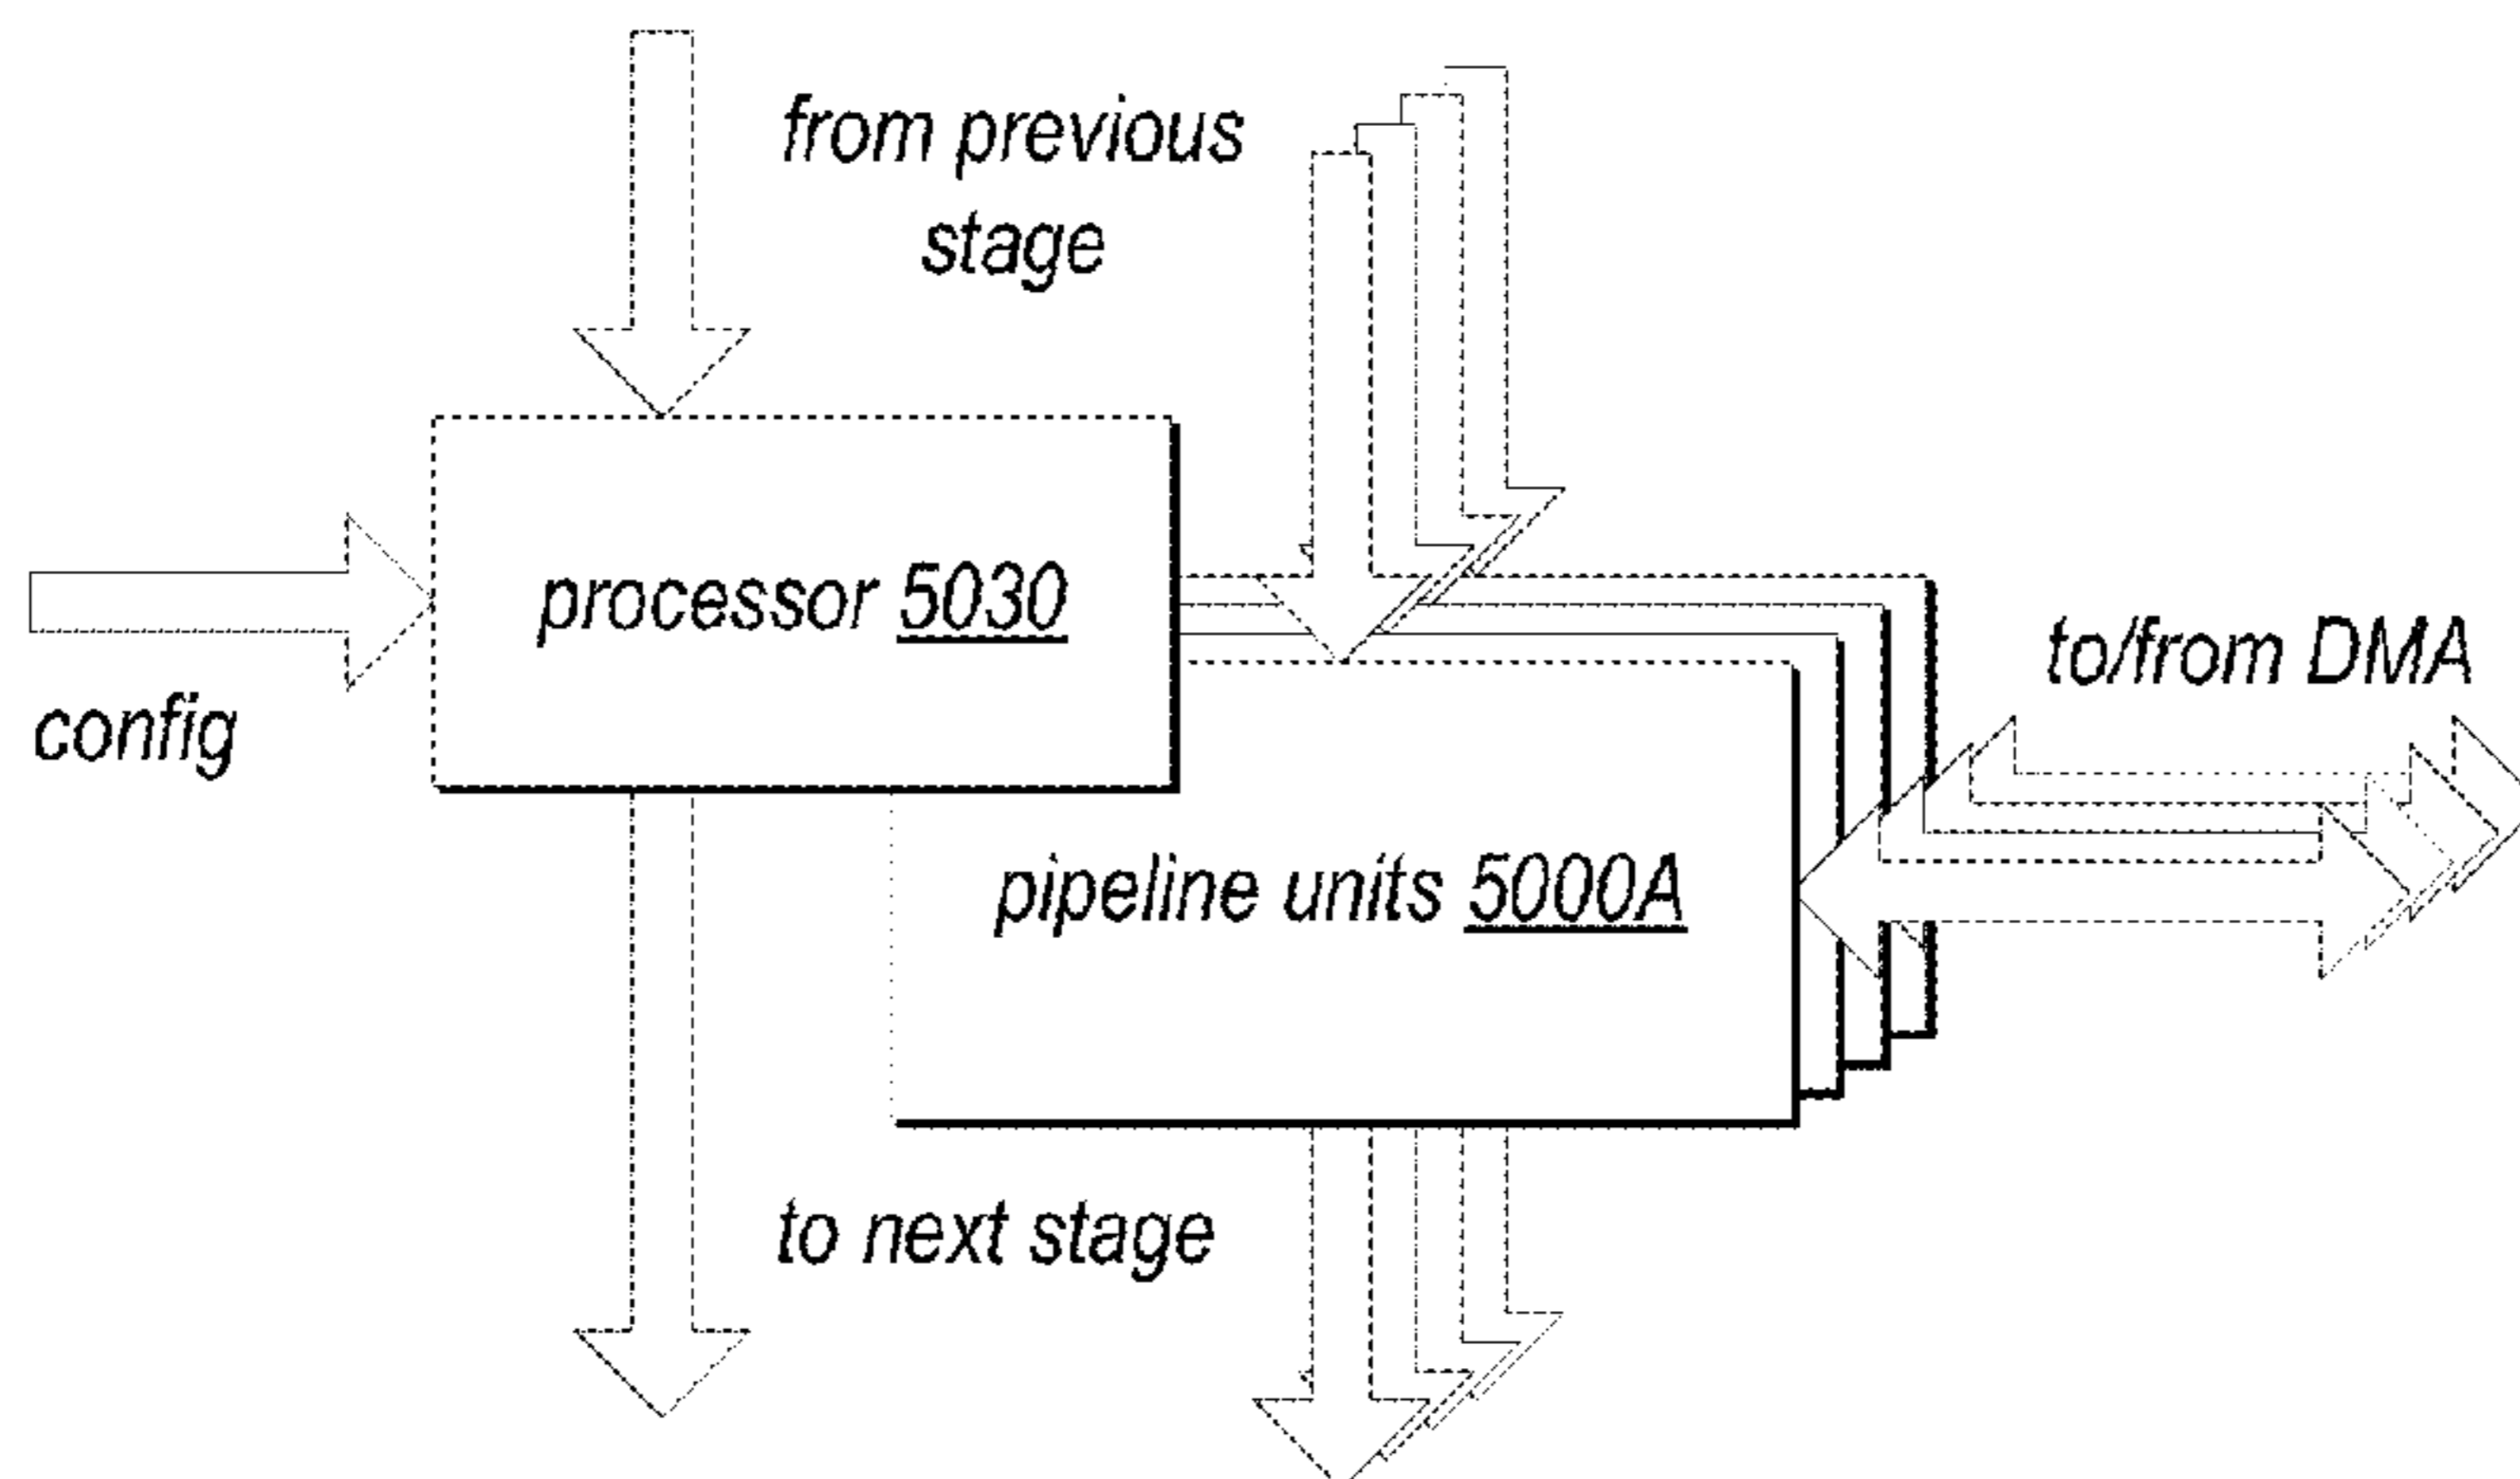 from previous
stage
processor 5030
to/from DMA
config
pipeline units 5000A
to next stage